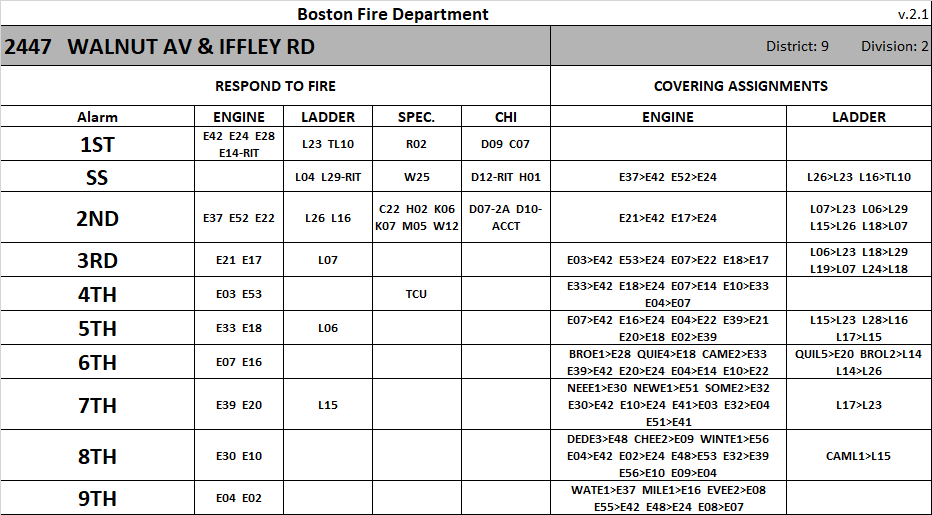 Boston Fire Department v.2.1
2447 WALNUT AV & IFFLEY RD District: 9 Division: 2
RESPOND TO FIRE COVERING ASSIGNMENTS
Alarm ENGINE LADDER SPEC. CHI ENGINE LADDER
1ST
E42 E24 E28
E14-RIT
L23 TL10
R02
D09 C07
SS
L04 L29-RIT
W25
D12-RIT H01
E37>E42 E52>E24
L26>L23 L16>TL10
2ND
E37 E52 E22
L26 L16
C22 H02 K06
K07 M05 W12
D07-2A D10-
ACCT
E21>E42 E17>E24
L07>L23 L06>L29
L15>L26 L18>L07
3RD
E21 E17
L07
E03>E42 E53>E24 E07>E22 E18>E17
L06>L23 L18>L29
L19>L07 L24>L18
4TH
E03 E53
TCU
E33>E42 E18>E24 E07>E14 E10>E33
E04>E07
5TH
E33 E18
L06
E07>E42 E16>E24 E04>E22 E39>E21
E20>E18 E02>E39
L15>L23 L28>L16
L17>L15
6TH
E07 E16
BROE1>E28 QUIE4>E18 CAME2>E33
E39>E42 E20>E24 E04>E14 E10>E22
QUIL5>E20 BROL2>L14
L14>L26
7TH
E39 E20
L15
NEEE1>E30 NEWE1>E51 SOME2>E32
E30>E42 E10>E24 E41>E03 E32>E04
E51>E41
L17>L23
8TH
E30 E10
DEDE3>E48 CHEE2>E09 WINTE1>E56
E04>E42 E02>E24 E48>E53 E32>E39
E56>E10 E09>E04
CAML1>L15
9TH
E04 E02
WATE1>E37 MILE1>E16 EVEE2>E08
E55>E42 E48>E24 E08>E07